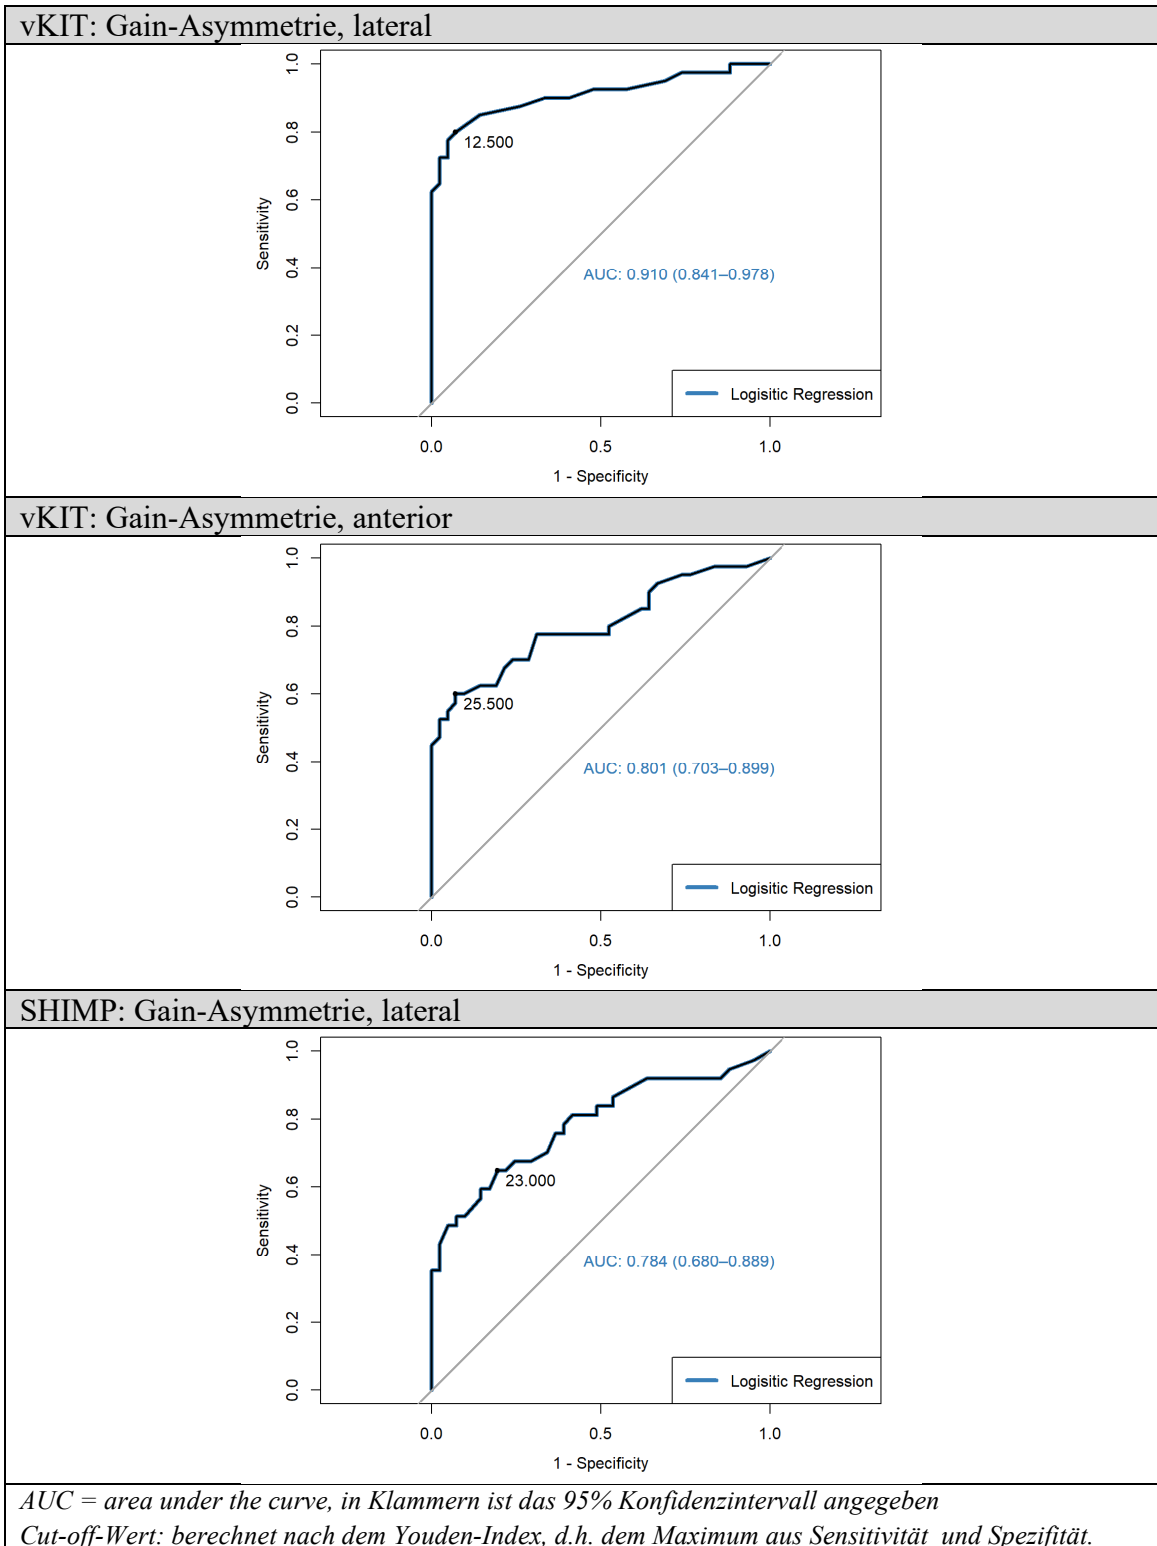 vKIT: Gain-Asymmetrie, lateral
1.0
0.8
0.6
0.4
0.2
0.0
Sensitivity
12.500
AUC: 0.910 (0.841–0.978)
Logisitic Regression
0.0 0.5 1.0
1 - Specificity
vKIT: Gain-Asymmetrie, anterior
1.0
0.8
0.6
0.4
0.2
0.0
Sensitivity
25.500
AUC: 0.801 (0.703–0.899)
Logisitic Regression
0.0 0.5 1.0
1 - Specificity
SHIMP: Gain-Asymmetrie, lateral
1.0
0.8
0.6
0.4
0.2
0.0
Sensitivity
23.000
AUC: 0.784 (0.680–0.889)
Logisitic Regression
0.0 0.5 1.0
1 - Specificity
AUC = area under the curve, in Klammern ist das 95% Konfidenzintervall angegeben
Cut-off-Wert: berechnet nach dem Youden-Index, d.h. dem Maximum aus Sensitivität und Spezifität.